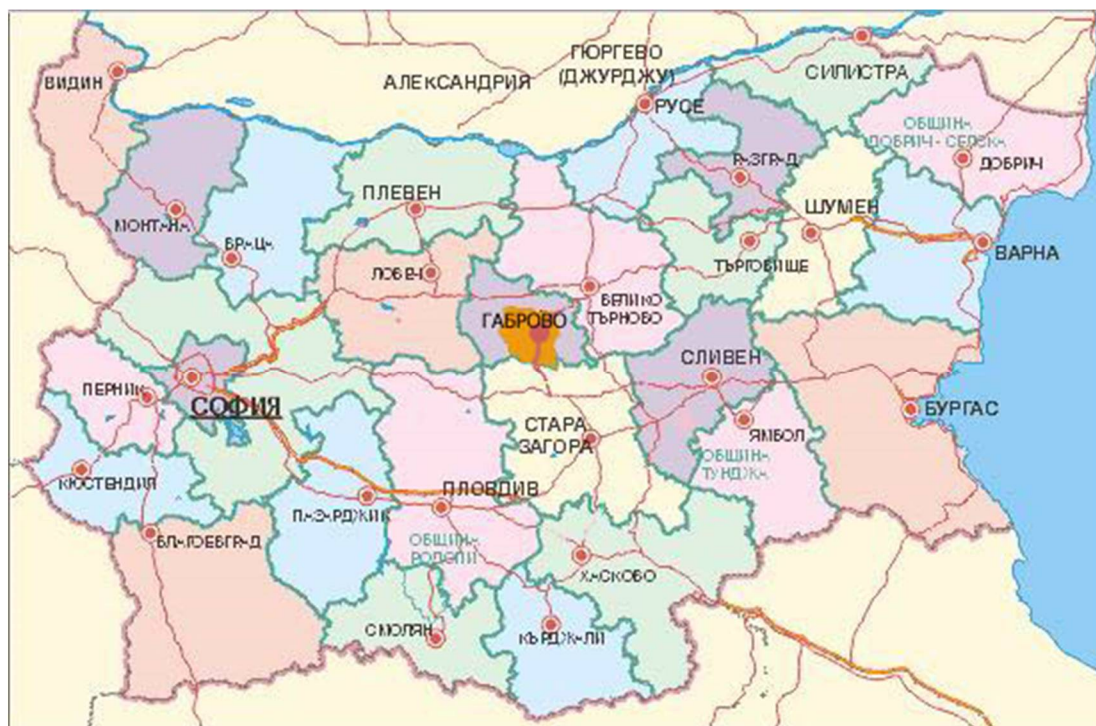 ГЮРГЕВО
(ДЖУРДЖУ)
АЛЕКСАНДРИЯ
СИЛИСТРА
ВИДИН
РУСЕ
ОБЩИНА
ДОБРИЧ - СЕЛСКА
ДОБРИЧ
РАЗГРАД
ПЛЕВЕН
ШУМЕН
МОНТАНА
ВРАЦА
ВАРНА
ЛОВЕЧ
ТЪРГОВИЩЕ
ВЕЛИКО
ТЪРНОВО
ГАБРОВО
СЛИВЕН
ПЕРНИК
СОФИЯ
БУРГАС
СТАРА
ЗАГОРА
ЯМБОЛ
ОБЩИНА
ТУНДЖА
КЮСТЕНДИЛ
ПЛОВДИВ
ПАЗАРДЖИК
БЛАГОЕВГРАД
ОБЩИНА
РОДОПИ
ХАСКОВО
СМОЛЯН
КЪРДЖАЛИ